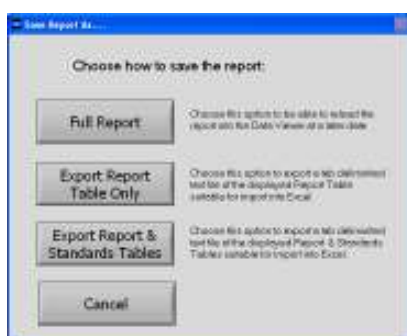 Save Report As....
Choose how to save the report:
Full Report
Choose this option to be able to reload the
report into the Data Viewer at a later date
Export Report
Table Only
Choose this option to export a tab delimited
text file of the displayed Report Table
suitable for import into Excel
Export Report &
Standards Tables
Choose this option to export a tab delimited
text file of the displayed Report & Standards
Tables suitable for import into Excel
Cancel